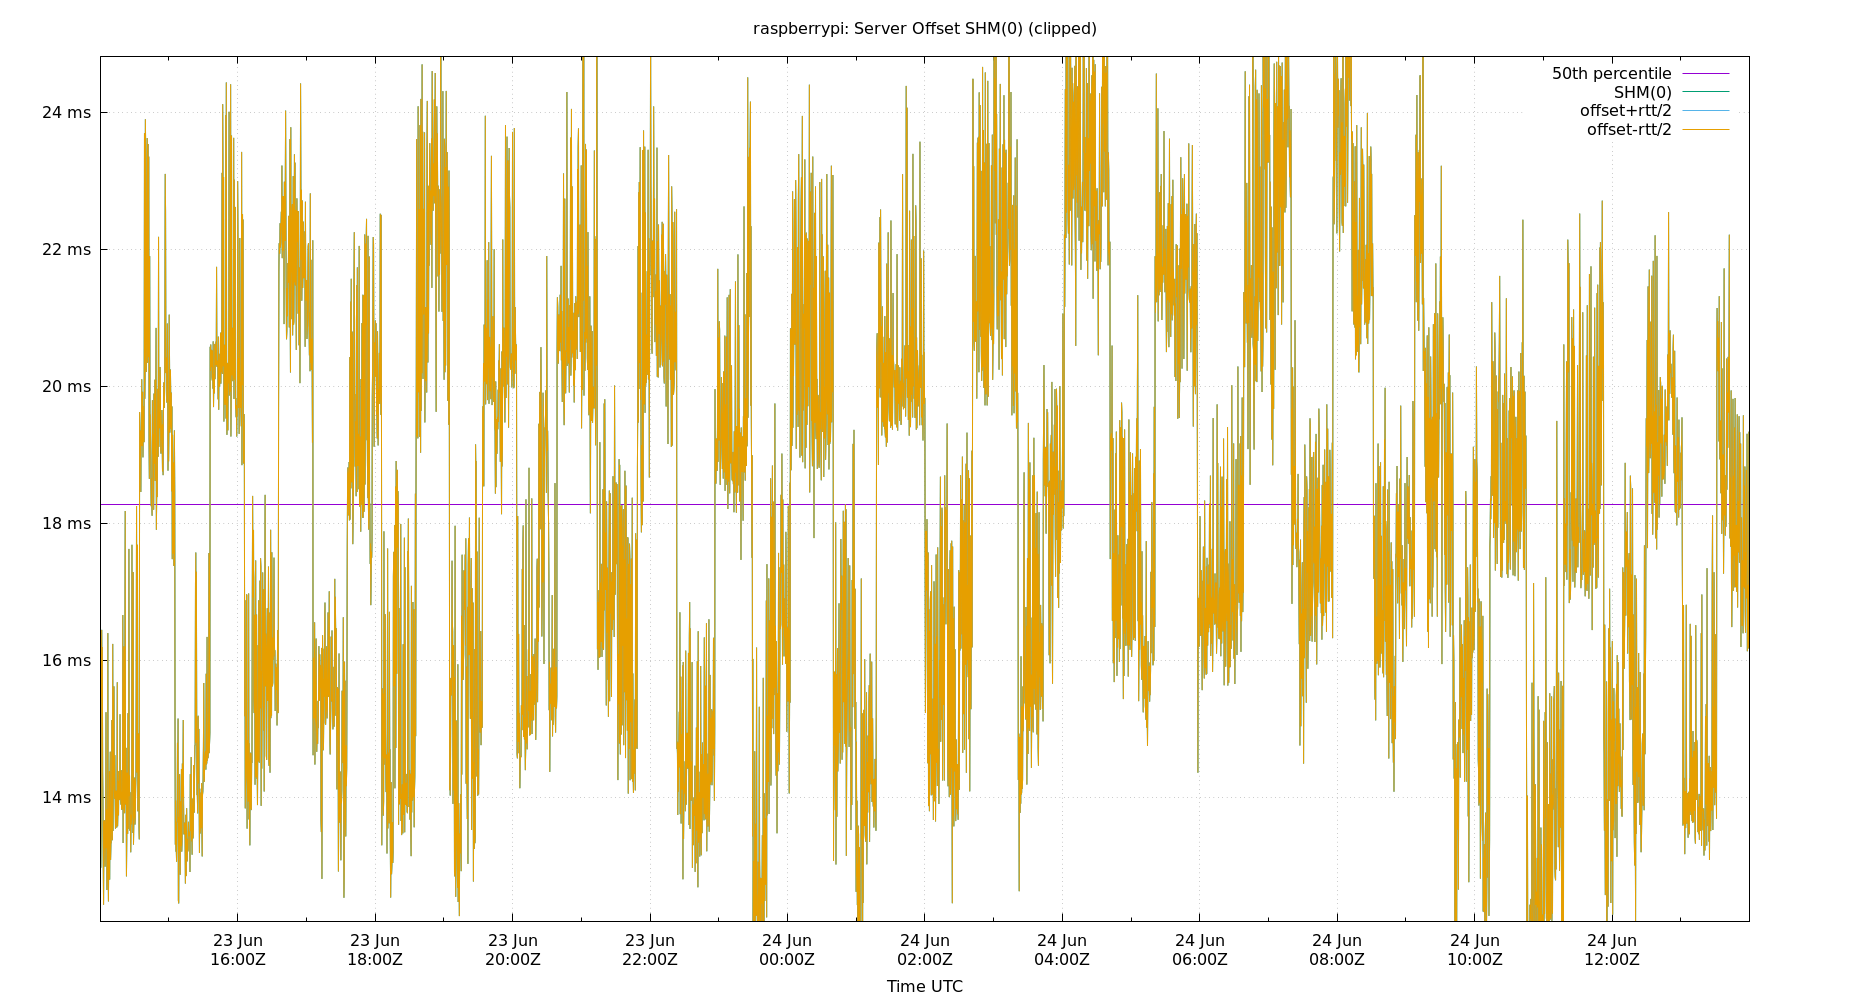 raspberrypi: Server Offset SHM(0) (clipped)
50th percentile
SHM(0)
offset+rtt/2
offset-rtt/2
24 ms
22 ms
20 ms
18 ms
16 ms
14 ms
23 Jun 23 Jun 23 Jun 23 Jun 24 Jun 24 Jun 24 Jun 24 Jun 24 Jun 24 Jun 24 Jun
16:00Z 18:00Z 20:00Z 22:00Z 00:00Z 02:00Z 04:00Z 06:00Z 08:00Z 10:00Z 12:00Z
Time UTC